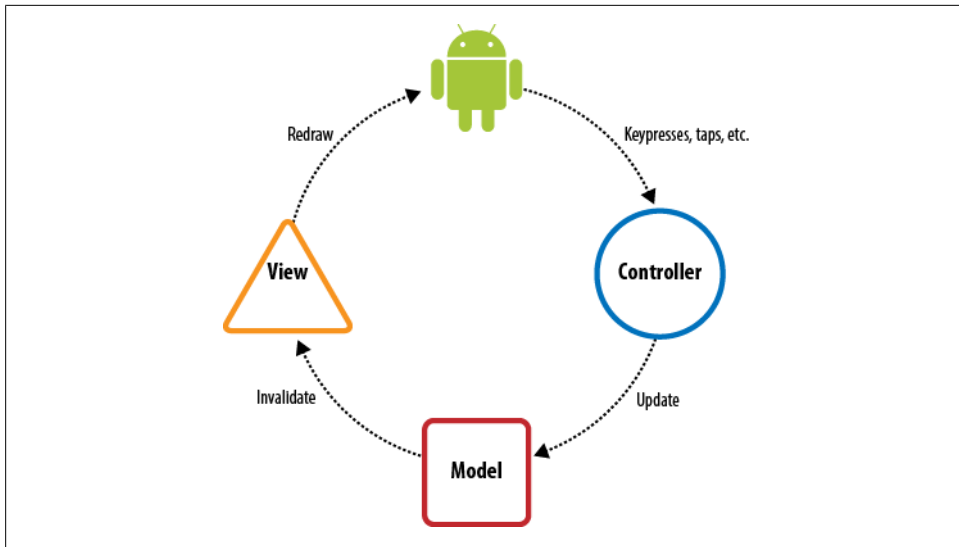 Redraw
Keypresses, taps, etc.
View
Controller
Invalidate
Update
Model